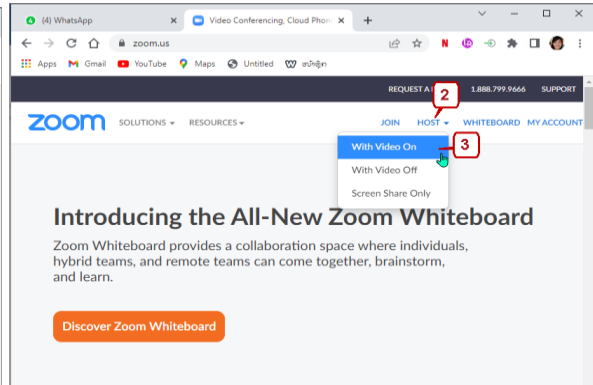 (4) WhatsApp
Video Conferencing, Cloud Phon
zoom.us
Apps
Gmail
YouTube
Maps
Untitled
REQUEST A
2
1.888.799.9666
SUPPORT
zoom
SOLUTIONS
RESOURCES
JOIN
HOST
WHITEBOARD
MY ACCOUNT
With Video On
3
With Video Off
Screen Share Only
Introducing the All-New Zoom Whiteboard
Zoom Whiteboard provides a collaboration space where individuals,
hybrid teams, and remote teams can come together, brainstorm,
and learn.
Discover Zoom Whiteboard